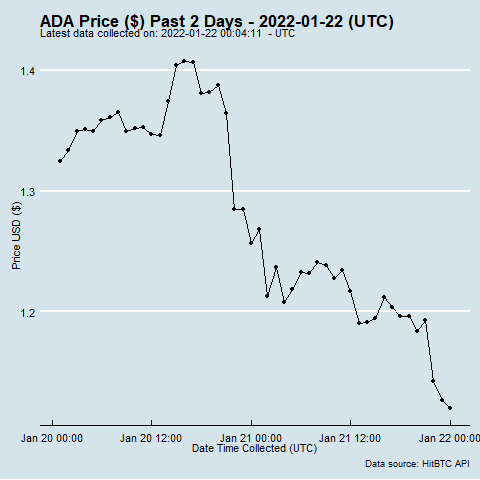 ADA Price ($) Past 2 Days - 2022-01-22 (UTC)
Latest data collected on: 2022-01-22 00:04:11 - UTC
1.4
1.3
1.2
Price USD ($)
Jan 20 00:00 Jan 20 12:00 Jan 21 00:00 Jan 21 12:00 Jan 22 00:00
Date Time Collected (UTC)
Data source: HitBTC API